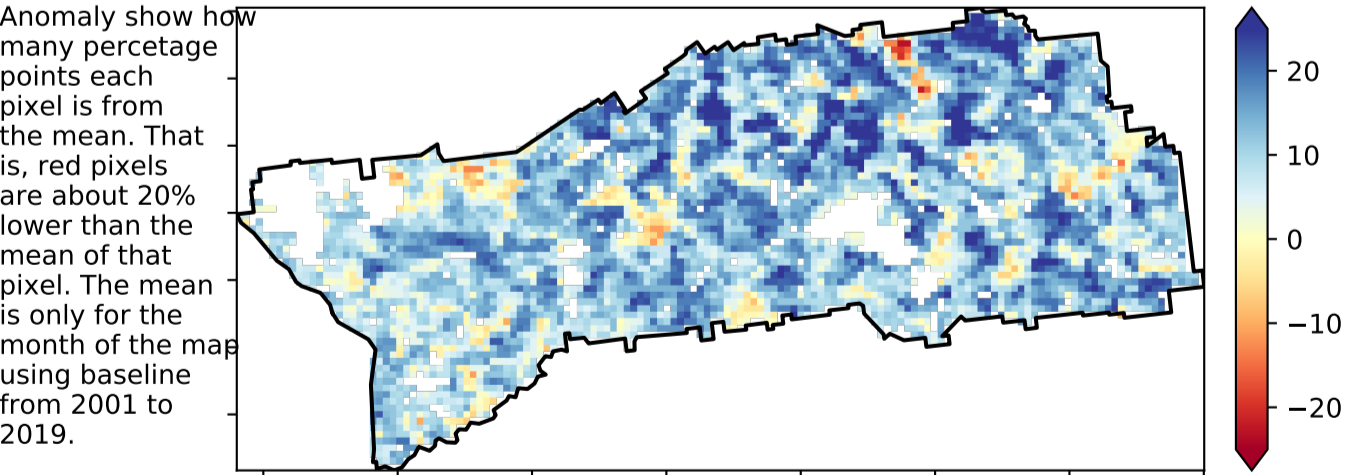 Anomaly show how
many percetage
points each
pixel is from
the mean. That
is, red pixels
are about 20%
lower than the
mean of that
pixel. The mean
is only for the
month of the map
using baseline
from 2001 to
2019.
20
10
0
−10
−20